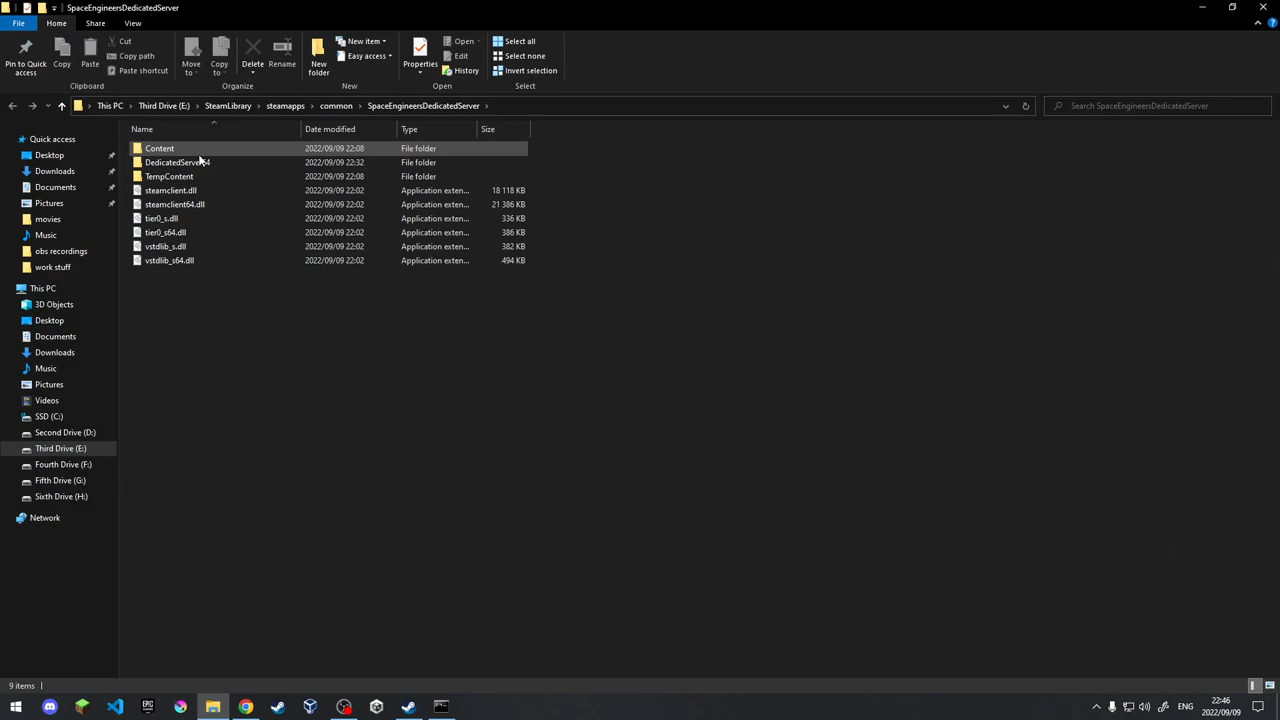 SpaceEngineersDedicatedServer
File Home Share View
Pin to Quick access
Copy
Paste
Cut
Copy path
Paste shortcut
Clipboard
Move to
Copy to
Delete
Rename
Organize
New folder
New item
Easy access
New
Properties
Open
Edit
History
Open
Select all
Select none
Invert selection
Select
This PC Third Drive (E:) SteamLibrary steamapps common SpaceEngineersDedicatedServer
Search SpaceEngineersDedicatedServer
Name Date modified Type Size
Content 2022/09/09 22:08 File folder
DedicatedServer64 2022/09/09 22:32 File folder
TempContent 2022/09/09 22:08 File folder
steamclient.dll 2022/09/09 22:02 Application exten... 18 118 KB
steamclient64.dll 2022/09/09 22:02 Application exten... 21 386 KB
tier0_s.dll 2022/09/09 22:02 Application exten... 336 KB
tier0_s64.dll 2022/09/09 22:02 Application exten... 386 KB
vstdlib_s.dll 2022/09/09 22:02 Application exten... 382 KB
vstdlib_s64.dll 2022/09/09 22:02 Application exten... 494 KB
Quick access
Desktop
Downloads
Documents
Pictures
movies
Music
obs recordings
work stuff
This PC
3D Objects
Desktop
Documents
Downloads
Music
Pictures
Videos
SSD (C:)
Second Drive (D:)
Third Drive (E:)
Fourth Drive (F:)
Fifth Drive (G:)
Sixth Drive (H:)
Network
9 items
EPIC
ENG
22:46
2022/09/09